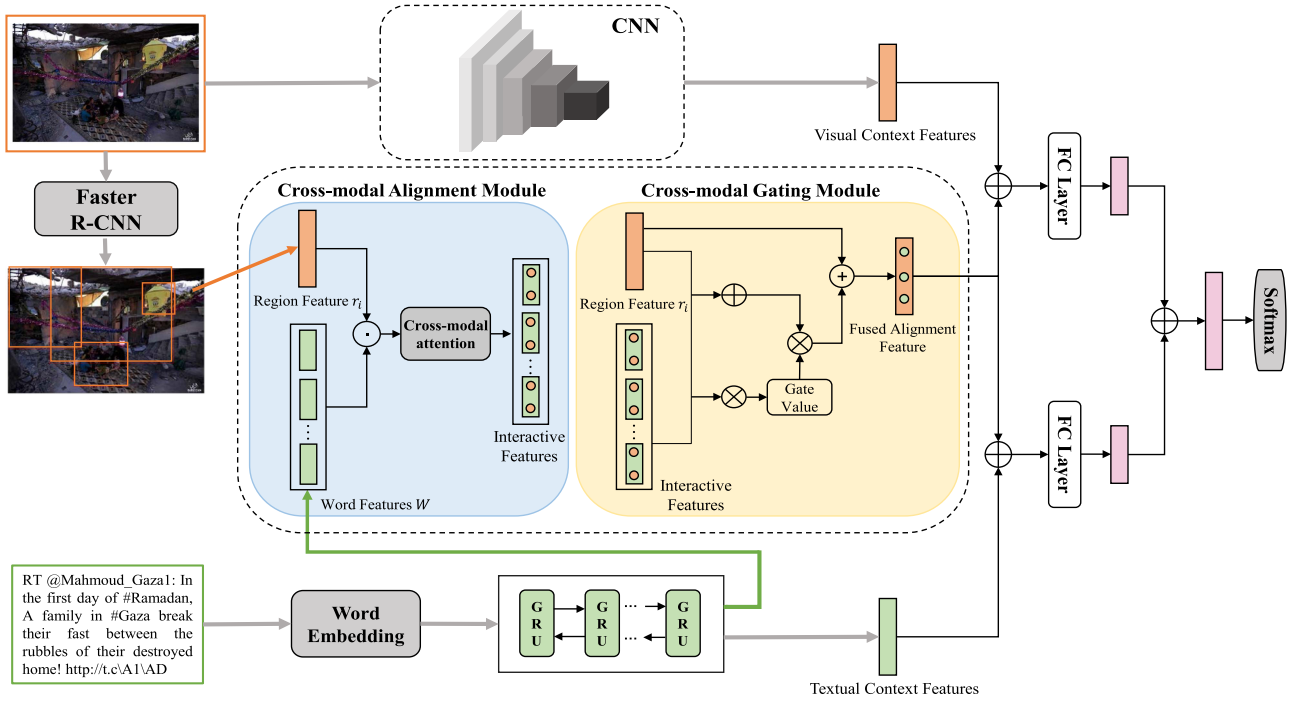 CNN
Visual Context Features
Faster
R-CNN
Cross-modal Alignment Module
Cross-modal Gating Module
FC Layer
Region Feature r_i
Region Feature r_i
Cross-modal
attention
Fused Alignment
Feature
Softmax
Gate
Value
Interactive
Features
Word Features W
Interactive
Features
FC Layer
RT @Mahmoud_Gaza1: In
the first day of #Ramadan,
A family in #Gaza break
their fast between the
rubbles of their destroyed
home! http://t.c\A1\AD
Word
Embedding
GRU
GRU
...
GRU
...
Textual Context Features